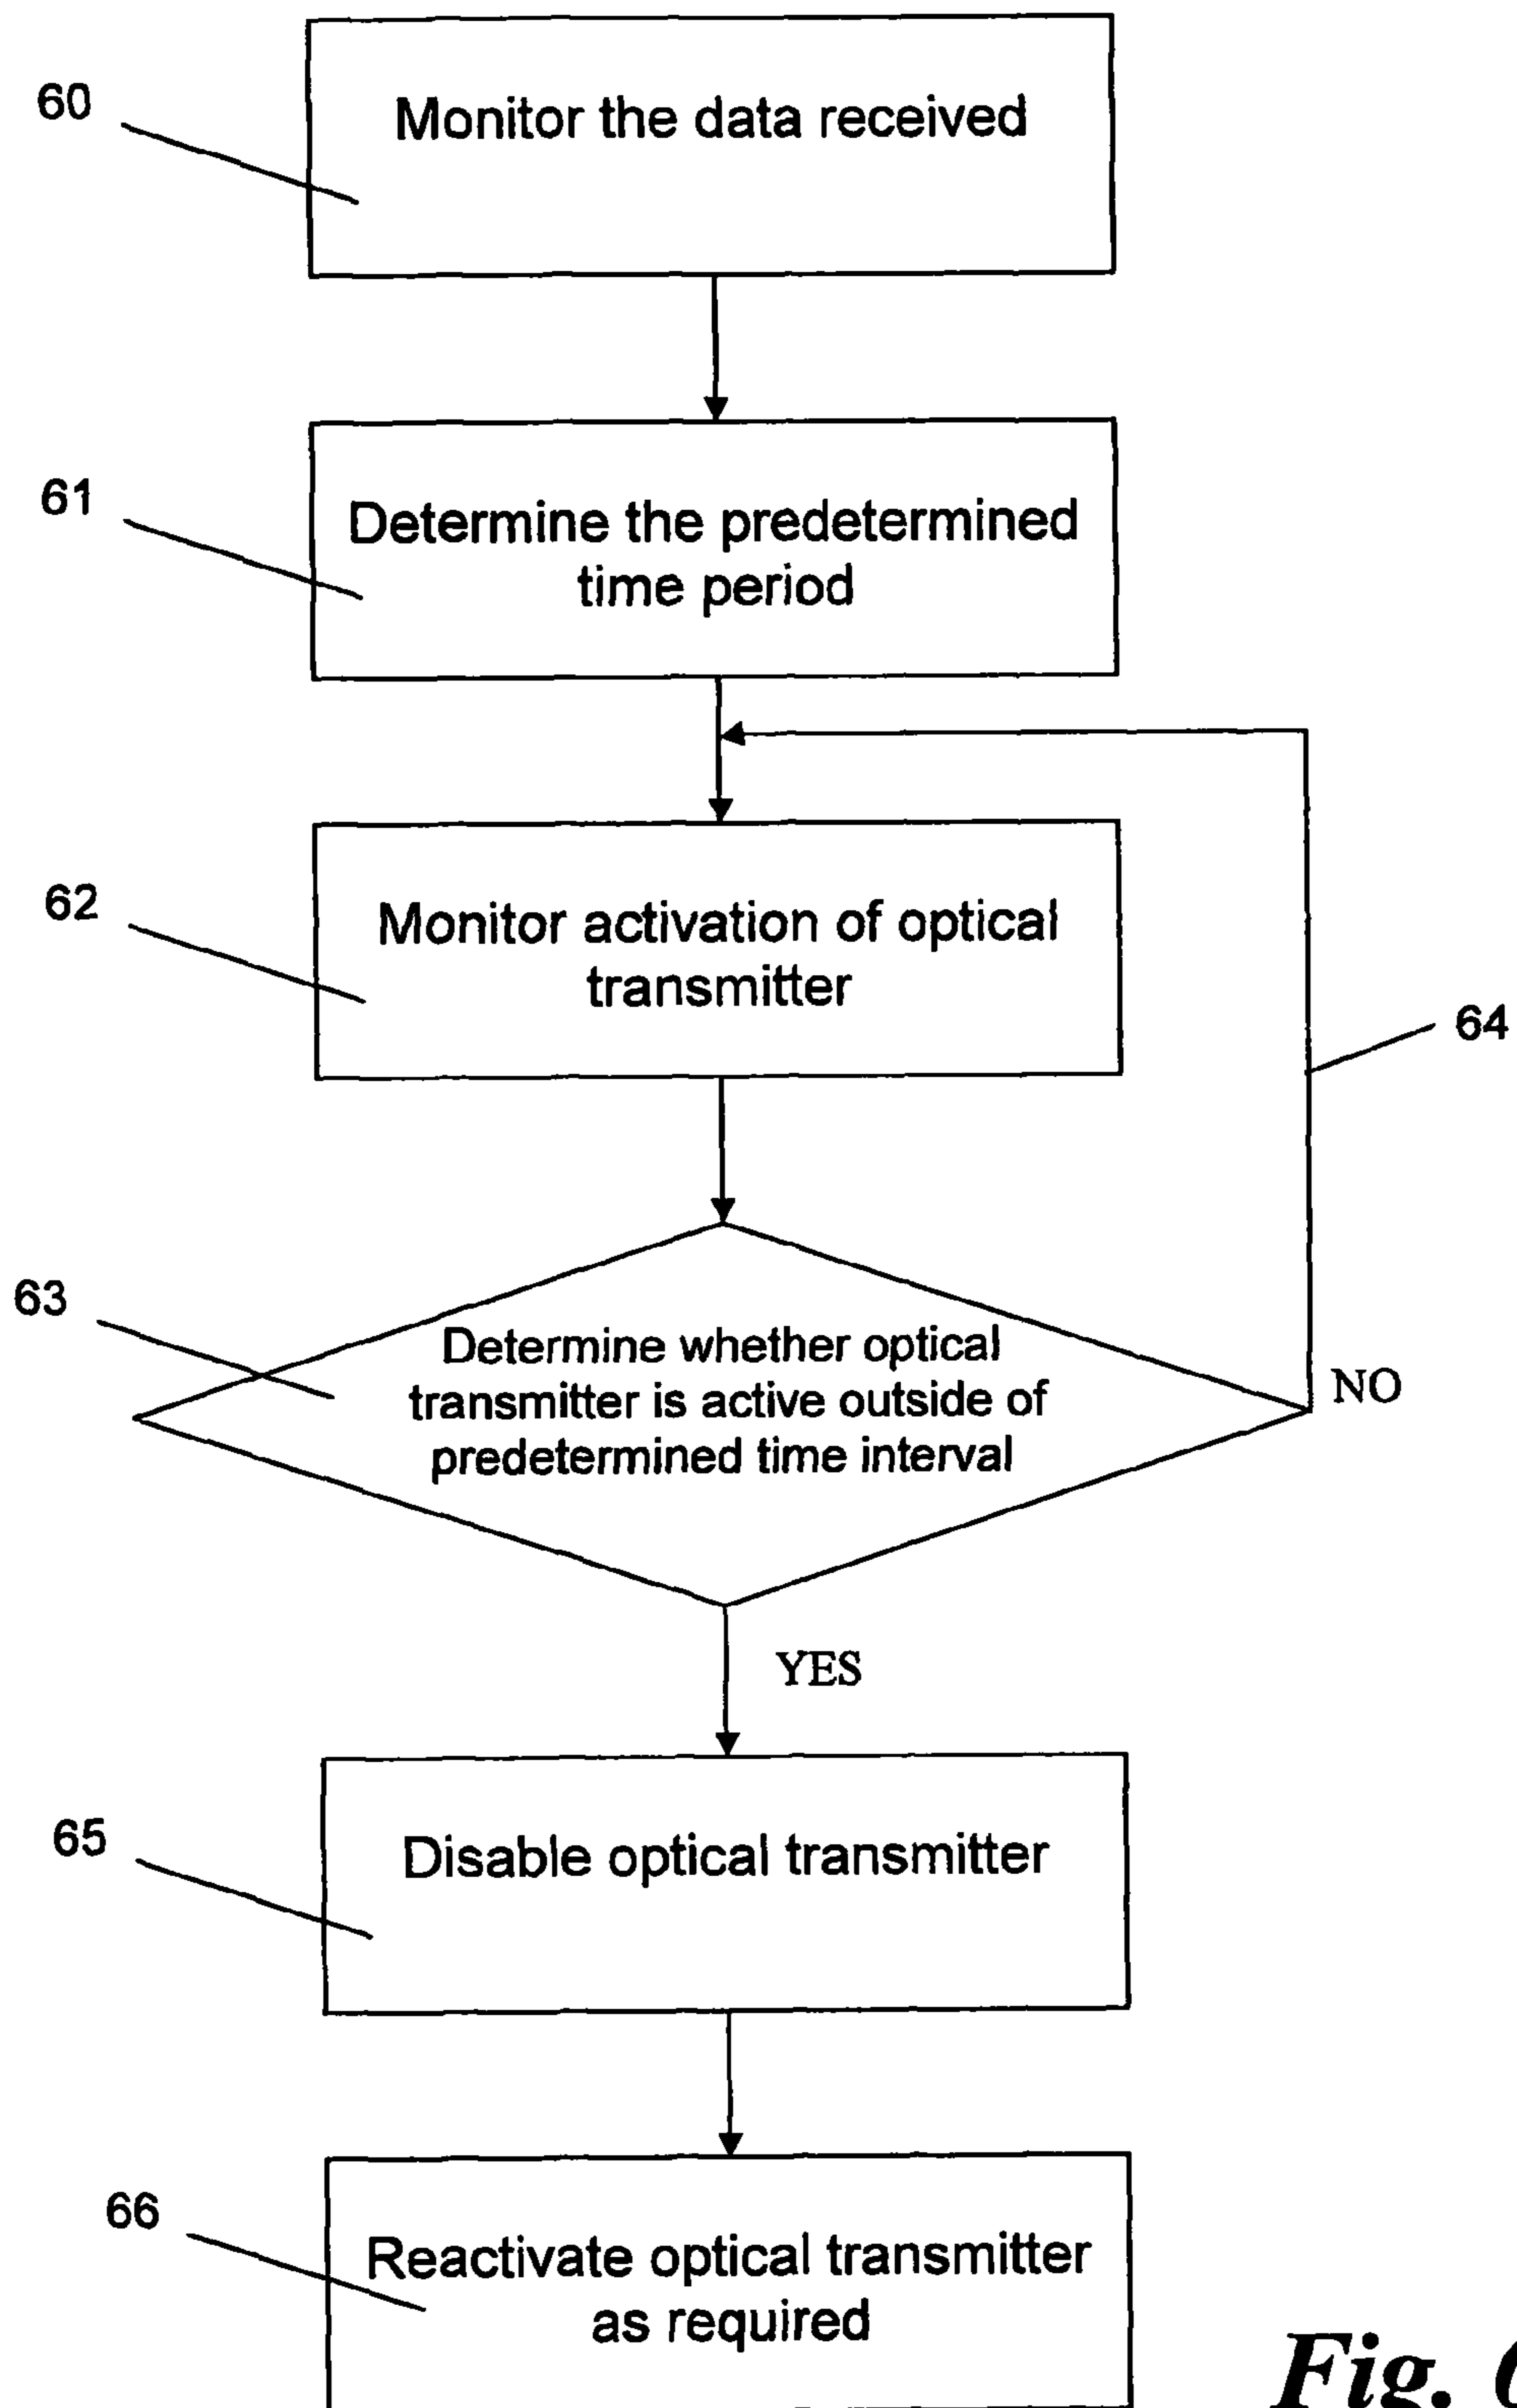 60
Monitor the data received
61
Determine the predetermined
time period
62
Monitor activation of optical
transmitter
64
63
Determine whether optical
transmitter is active outside of
predetermined time interval
NO
YES
65
Disable optical transmitter
66
Reactivate optical transmitter
as required
Fig.